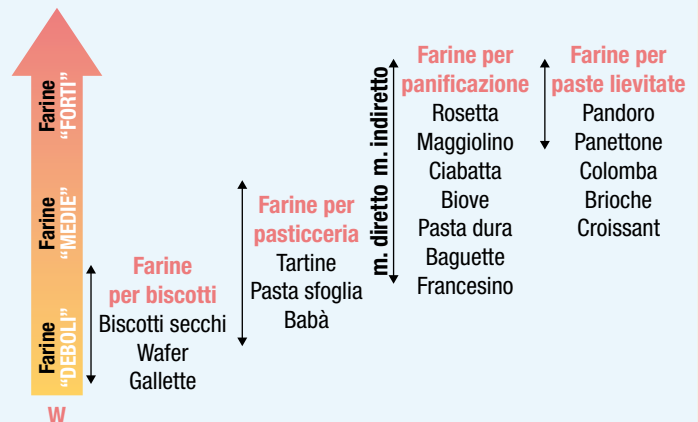 Farine
“FORTI”
Farine
“MEDIE”
Farine
“DEBOLI”
W
Farine
per biscotti
Biscotti secchi
Wafer
Gallette
Farine per
pasticceria
Tartine
Pasta sfoglia
Babà
m. diretto m. indiretto
Farine per
panificazione
Rosetta
Maggiolino
Ciabatta
Biove
Pasta dura
Baguette
Francesino
Farine per
paste lievitate
Pandoro
Panettone
Colomba
Brioche
Croissant